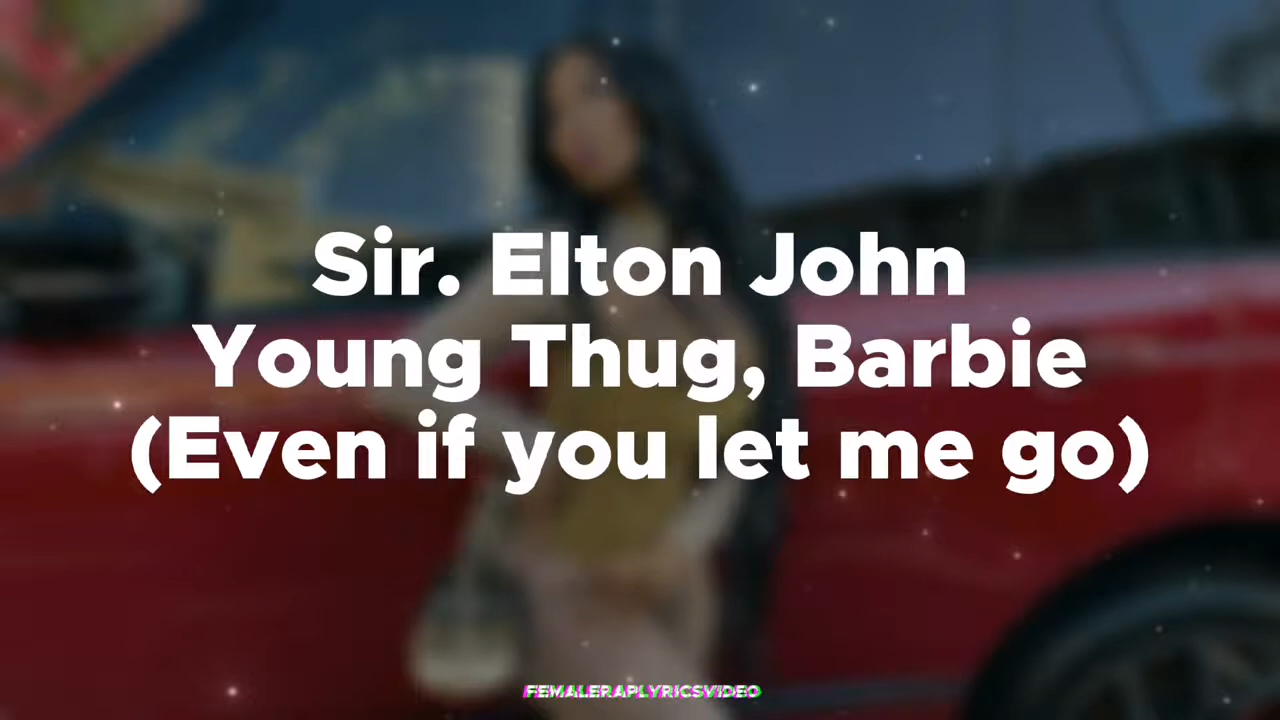 Sir. Elton John
Young Thug, Barbie
(Even if you let me go)
FEMALERAPLYRICSVIDEO